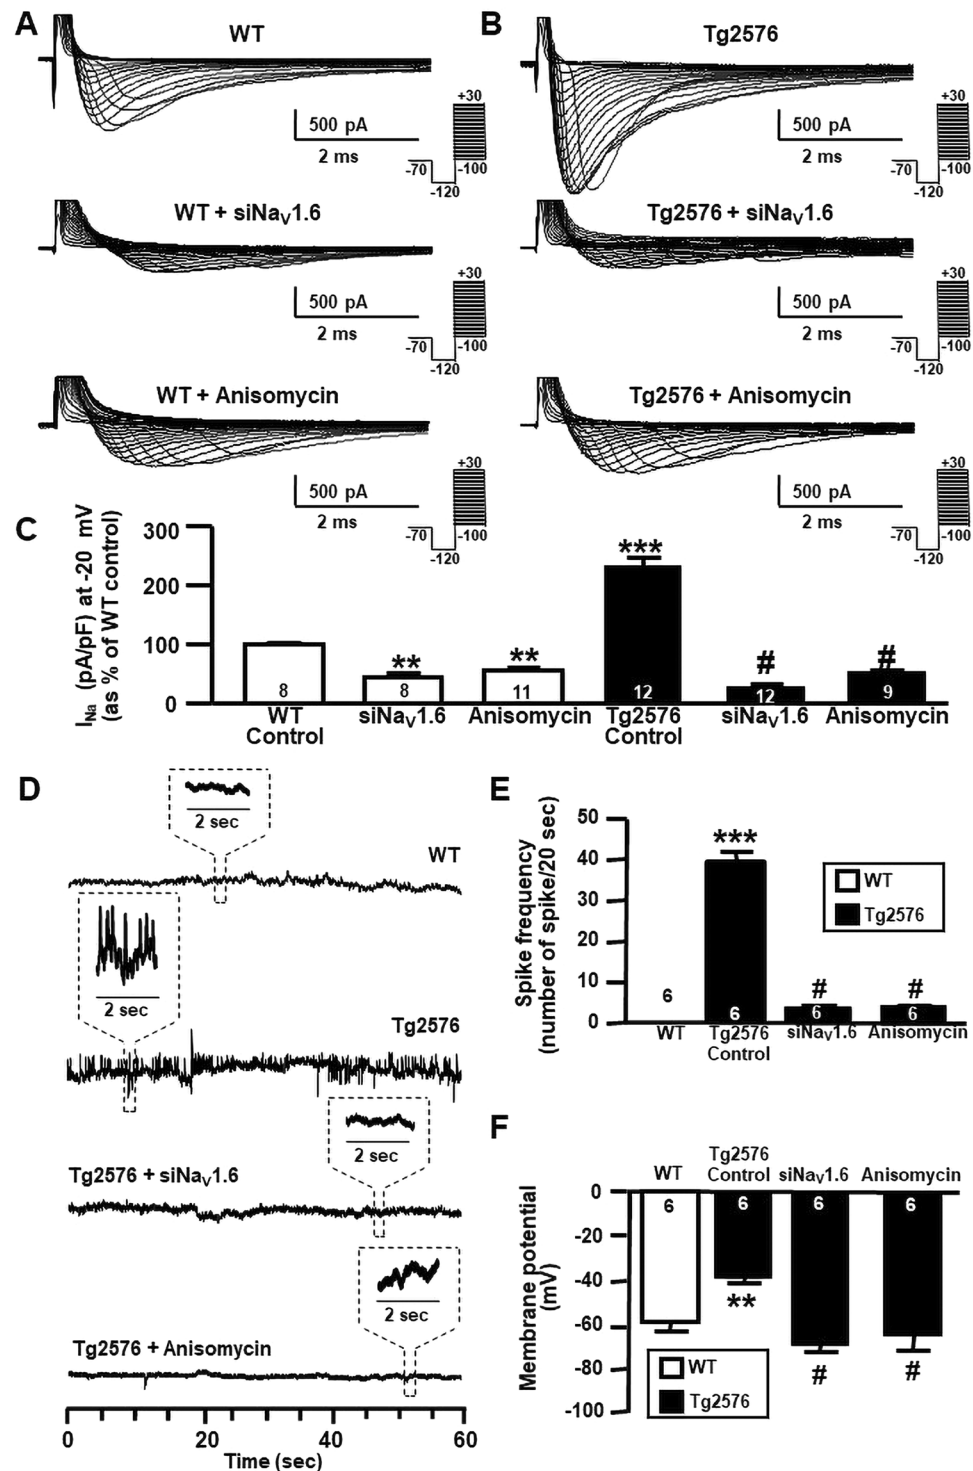 A
WT
B
Tg2576
500 pA
2 ms
+30
-70
-100
-120
500 pA
2 ms
+30
-70
-100
-120
WT + siNaV1.6
Tg2576 + siNaV1.6
500 pA
2 ms
+30
-70
-100
-120
500 pA
2 ms
+30
-70
-100
-120
WT + Anisomycin
Tg2576 + Anisomycin
500 pA
2 ms
+30
-70
-100
-120
500 pA
2 ms
+30
-70
-100
-120
C
INa (pA/pF) at -20 mV
(as % of WT control)
300
200
100
0
***
**
**
#
#
8
8
11
12
12
9
WT
Control
siNaV1.6
Anisomycin
Tg2576
Control
siNaV1.6
Anisomycin
D
2 sec
WT
2 sec
Tg2576
2 sec
Tg2576 + siNaV1.6
2 sec
Tg2576 + Anisomycin
0
20
40
60
Time (sec)
E
Spike frequency
(number of spike/20 sec)
50
40
30
20
10
0
***
#
#
6
6
6
6
WT
Tg2576
Control
siNaV1.6
Anisomycin
WT
Tg2576
F
WT
Tg2576
Control
siNaV1.6
Anisomycin
Membrane potential
(mV)
0
-20
-40
-60
-80
-100
6
6
6
6
**
#
#
WT
Tg2576